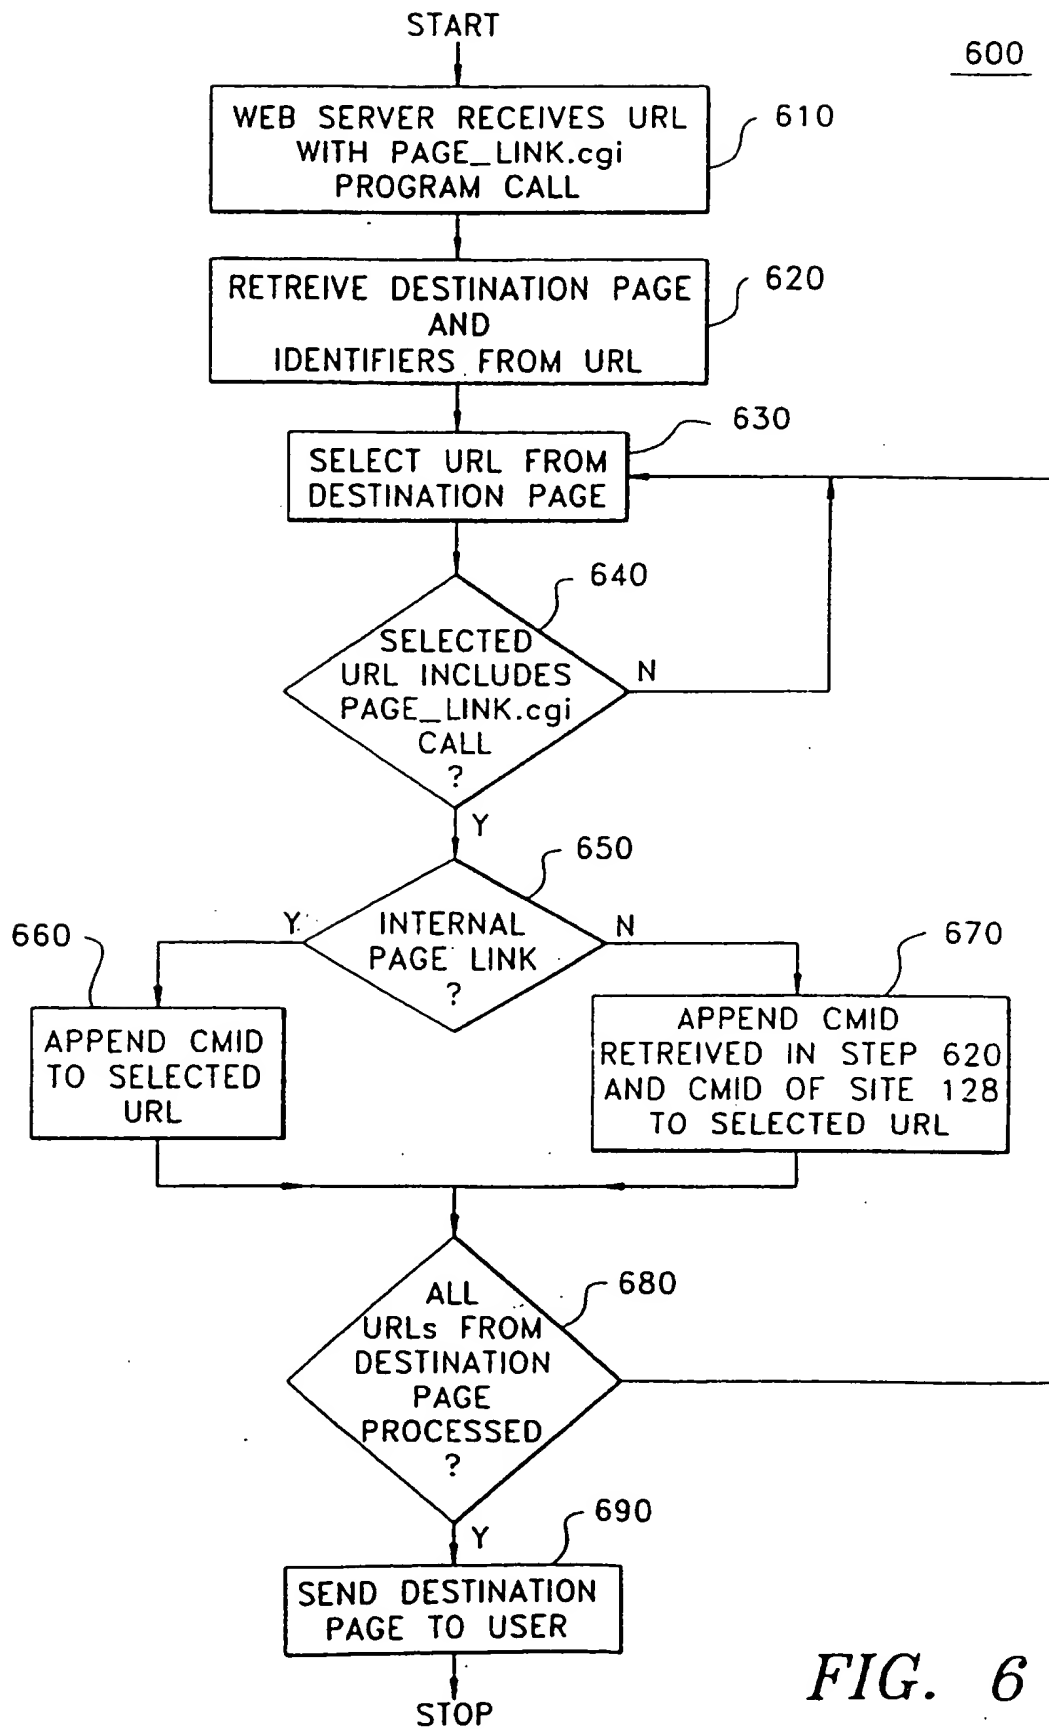 START
600
WEB SERVER RECEIVES URL
WITH PAGE_LINK.cgi
PROGRAM CALL
610
RETREIVE DESTINATION PAGE
AND
IDENTIFIERS FROM URL
620
SELECT URL FROM
DESTINATION PAGE
630
SELECTED
URL INCLUDES
PAGE_LINK.cgi
CALL
?
640
N
Y
INTERNAL
PAGE LINK
?
650
Y
N
660
APPEND CMID
TO SELECTED
URL
670
APPEND CMID
RETREIVED IN STEP 620
AND CMID OF SITE 128
TO SELECTED URL
ALL
URLs FROM
DESTINATION
PAGE
PROCESSED
?
680
Y
690
SEND DESTINATION
PAGE TO USER
STOP
FIG. 6